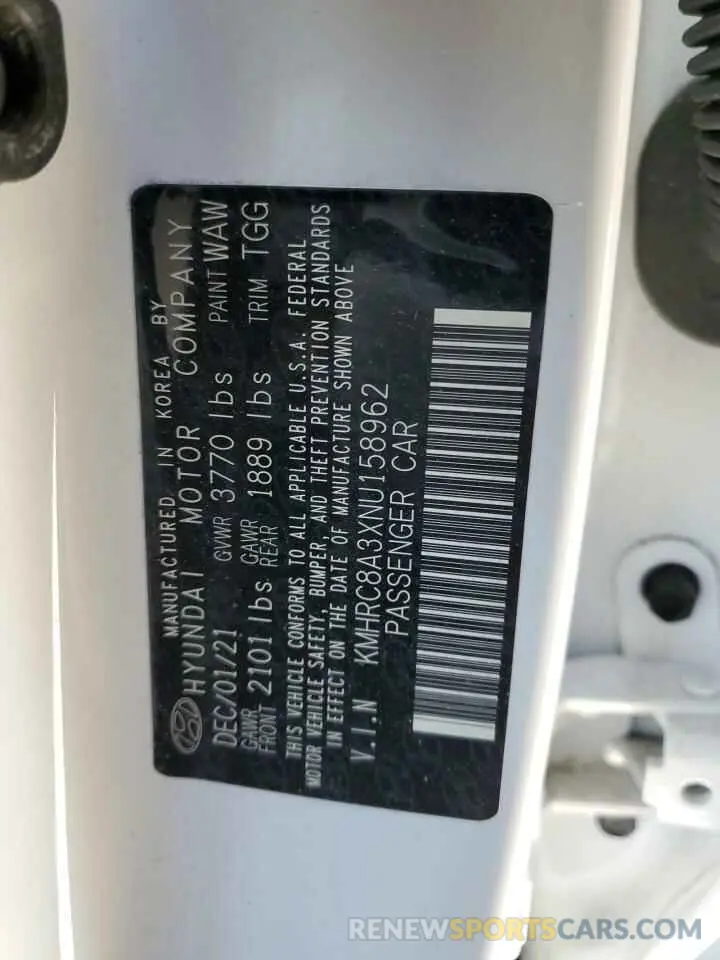 MANUFACTURED IN KOREA BY
HYUNDAI MOTOR COMPANY
DEC/01/21 GVWR 3770 lbs PAINT WAW
GAWR FRONT 2101 lbs GAWR REAR 1889 lbs TRIM TGG
THIS VEHICLE CONFORMS TO ALL APPLICABLE U.S.A. FEDERAL
MOTOR VEHICLE SAFETY, BUMPER, AND THEFT PREVENTION STANDARDS
IN EFFECT ON THE DATE OF MANUFACTURE SHOWN ABOVE
V.I.N KMHRC8A3XNU158962
PASSENGER CAR
RENEWSPORTSCARS.COM